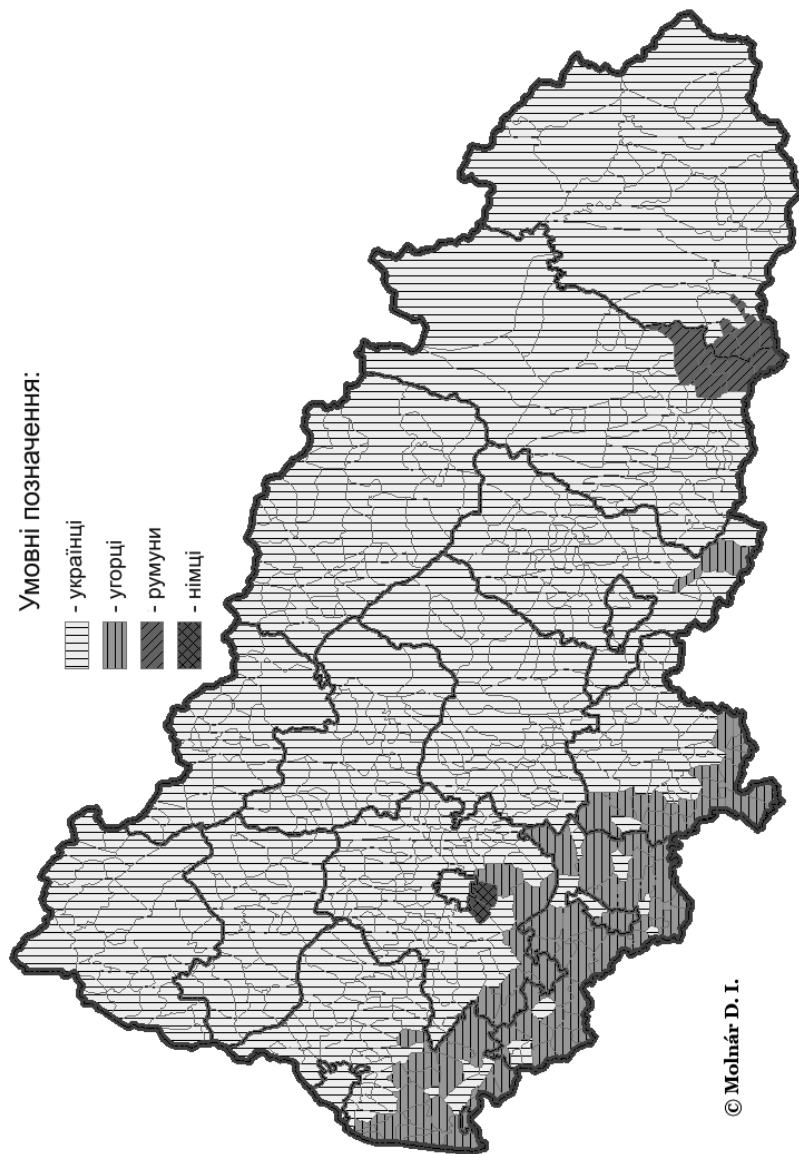 Умовні позначення:
- українці
- угорці
- румуни
- німці
© Molnár D. I.